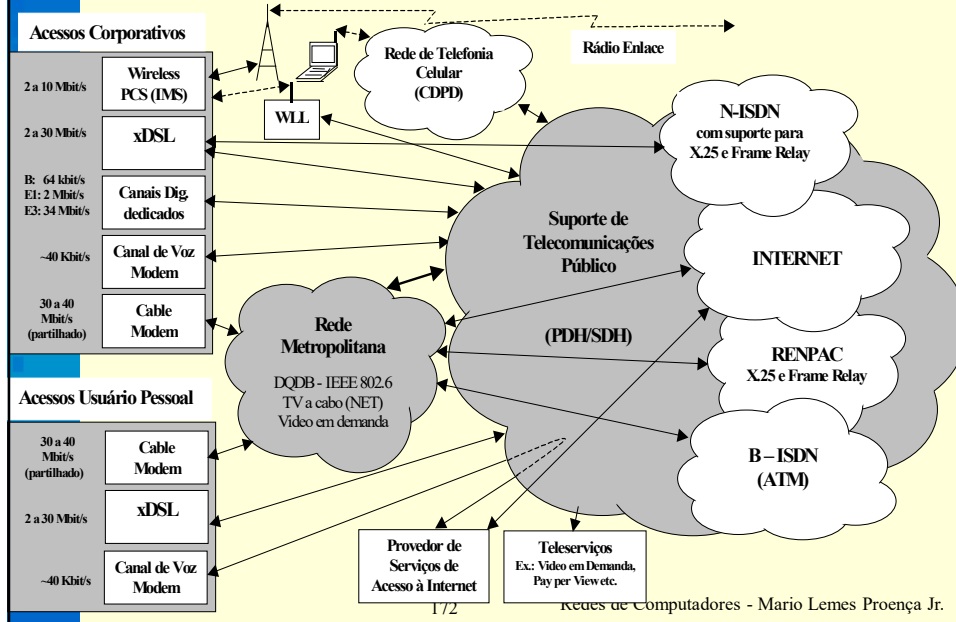 Acessos Corporativos
2 a 10 Mbit/s
Wireless
PCS (IMS)
2 a 30 Mbit/s
xDSL
B: 64 kbit/s
E1: 2 Mbit/s
E3: 34 Mbit/s
Canais Dig.
dedicados
~40 Kbit/s
Canal de Voz
Modem
30 a 40
Mbit/s
(partilhado)
Cable
Modem
WLL
Rede de Telefonia
Celular
(CDPD)
Rádio Enlace
N-ISDN
com suporte para
X.25 e Frame Relay
Suporte de
Telecomunicações
Público
(PDH/SDH)
INTERNET
RENPAC
X.25 e Frame Relay
B – ISDN
(ATM)
Rede
Metropolitana
DQDB - IEEE 802.6
TV a cabo (NET)
Video em demanda
Acessos Usuário Pessoal
30 a 40
Mbit/s
(partilhado)
Cable
Modem
2 a 30 Mbit/s
xDSL
~40 Kbit/s
Canal de Voz
Modem
Provedor de
Serviços de
Acesso à Internet
Teleserviços
Ex.: Video em Demanda,
Pay per View etc.
172
Redes de Computadores - Mario Lemes Proença Jr.